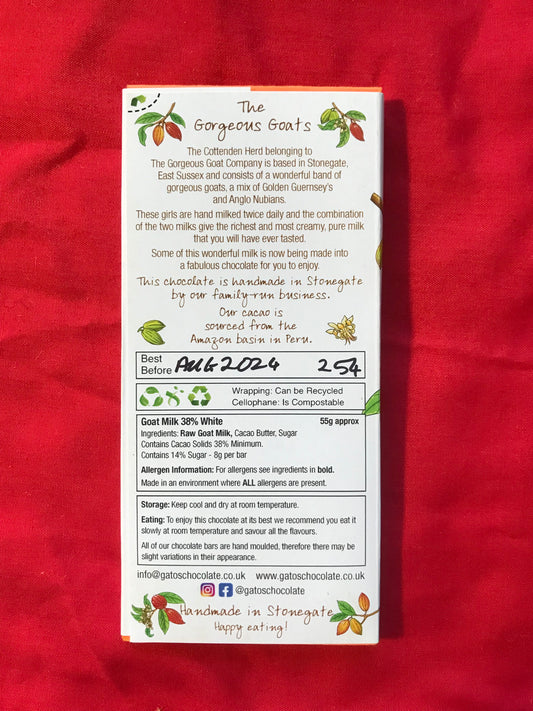 The
Gorgeous Goats
The Cottenden Herd belonging to
The Gorgeous Goat Company is based in Stonegate,
East Sussex and consists of a wonderful band of
gorgeous goats, a mix of Golden Guernsey's
and Anglo Nubians.
These girls are hand milked twice daily and the combination
of the two milks give the richest and most creamy, pure milk
that you will have ever tasted.
Some of this wonderful milk is now being made into
a fabulous chocolate for you to enjoy.
This chocolate is handmade in Stonegate
by our family-run business.
Our cacao is
sourced from the
Amazon basin in Peru.
Best
Before AUG 2024 254
Wrapping: Can be Recycled
Cellophane: Is Compostable
Goat Milk 38% White 55g approx
Ingredients: Raw Goat Milk, Cacao Butter, Sugar
Contains Cacao Solids 38% Minimum.
Contains 14% Sugar - 8g per bar
Allergen Information: For allergens see ingredients in bold.
Made in an environment where ALL allergens are present.
Storage: Keep cool and dry at room temperature.
Eating: To enjoy this chocolate at its best we recommend you eat it
slowly at room temperature and savour all the flavours.
All of our chocolate bars are hand moulded, therefore there may be
slight variations in their appearance.
info@gatoschocolate.co.uk www.gatoschocolate.co.uk
@gatoschocolate
Handmade in Stonegate
Happy eating!